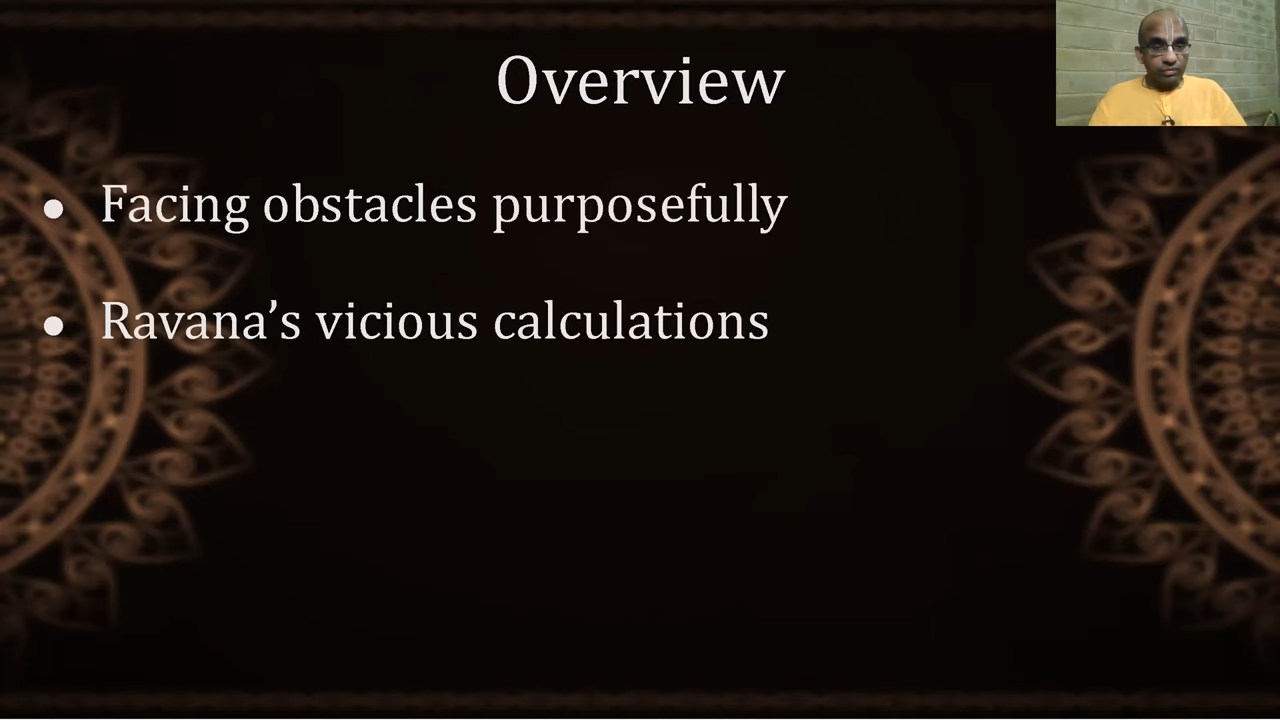 Overview
● Facing obstacles purposefully
● Ravana’s vicious calculations